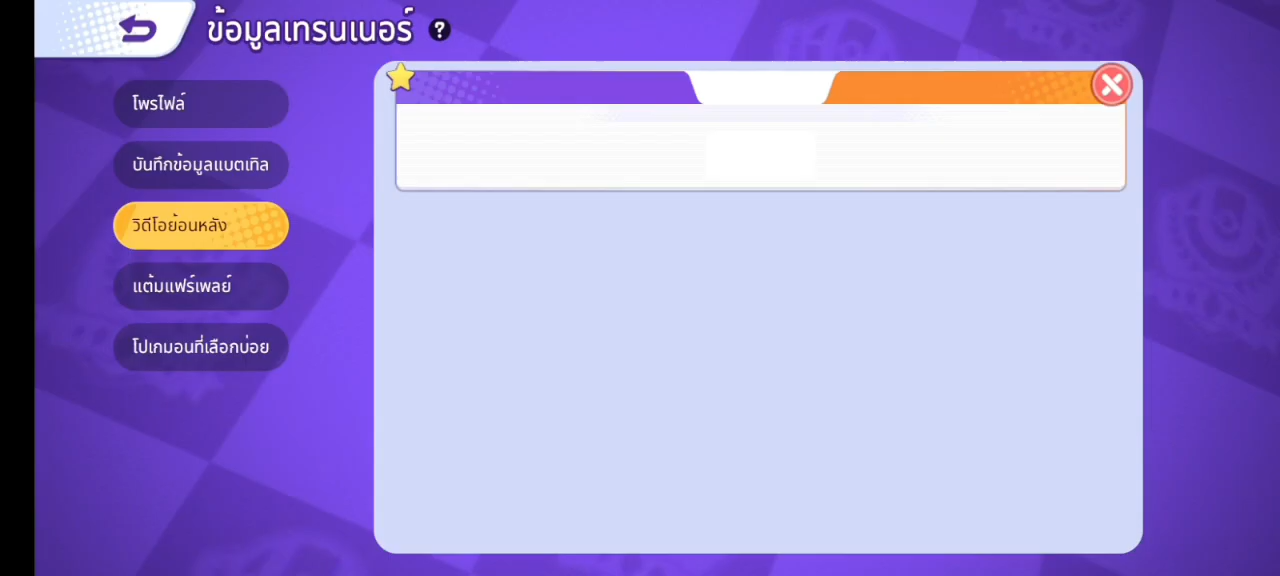 ข้อมูลเทรนเนอร์ ?
โพรไฟล์
บันทึกข้อมูลแบตเทิล
วิดีโอย้อนหลัง
แต้มแฟร์เพลย์
โปเกมอนที่เลือกบ่อย